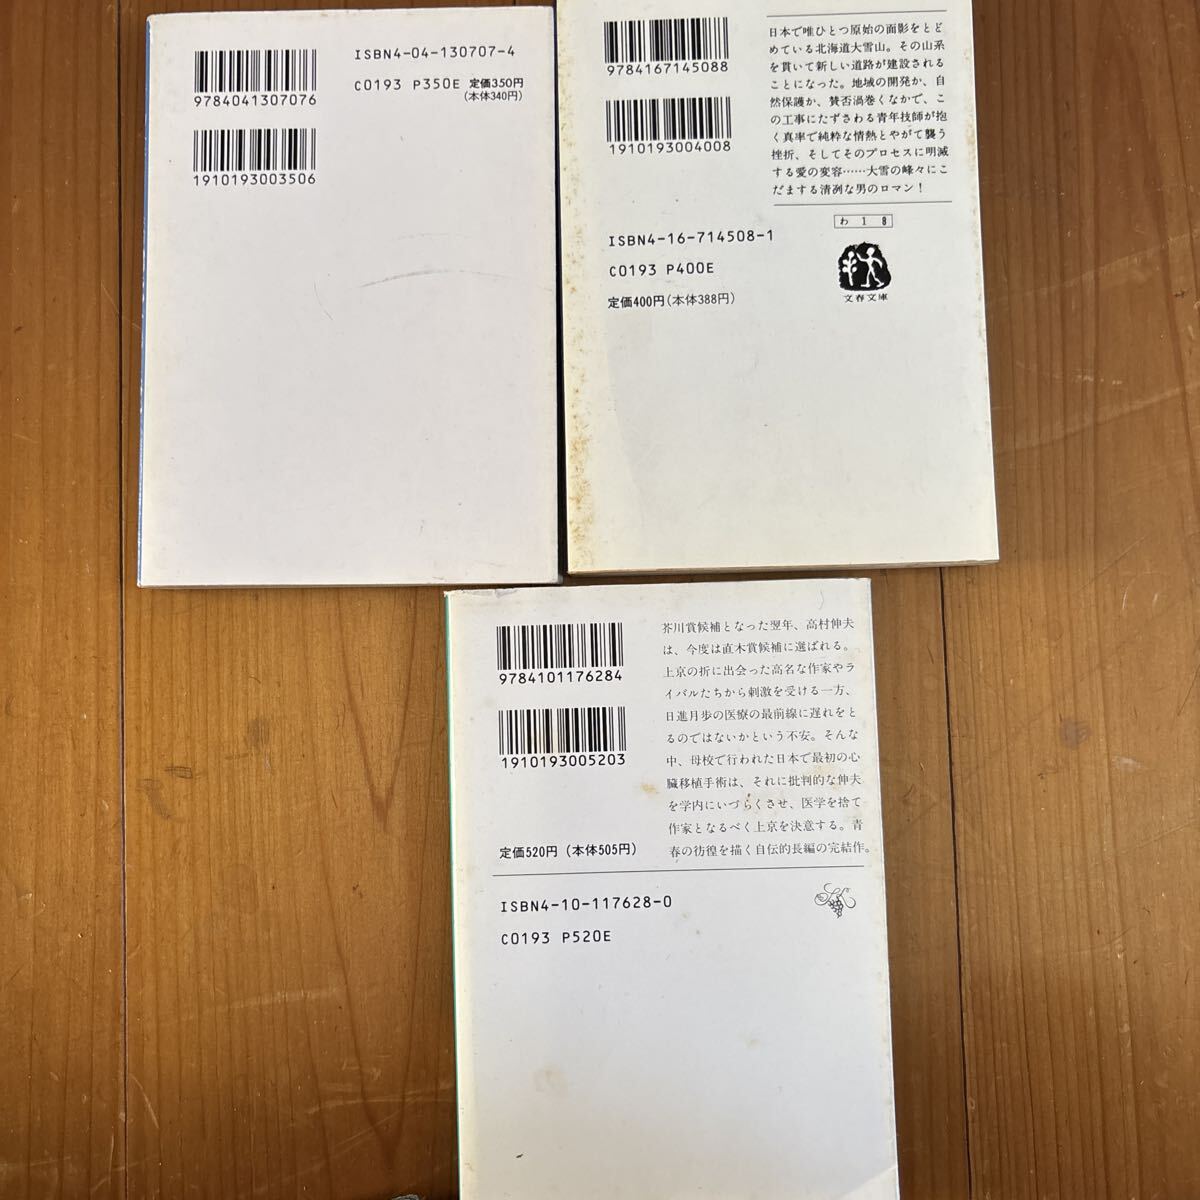 ISBN4-04-130707-4
C0193 P350E 定価350円
(本体340円)
9784041307076
1910193003506
9784167145088
1910193004008
日本で唯ひとつ原始の面影をとど
めている北海道大雪山。その山系
を貫いて新しい道路が建設される
ことになった。地域の開発か、自
然保護か、賛否渦巻くなかで、こ
の工事にたずさわる青年技師が抱
く真率で純粋な情熱とやがて襲う
挫折、そしてそのプロセスに明滅
する愛の変容……大雪の峰々にこ
だまする清冽な男のロマン！
わ 1 8
文春文庫
ISBN4-16-714508-1
C0193 P400E
定価400円(本体388円)
9784101176284
1910193005203
芥川賞候補となった翌年、高村伸夫
は、今度は直木賞候補に選ばれる。
上京の折に出会った高名な作家やラ
イバルたちから刺激を受ける一方、
日進月歩の医療の最前線に遅れをと
るのではないかという不安。そんな
中、母校で行われた日本で最初の心
臓移植手術は、それに批判的な伸夫
を学内にいづらくさせ、医学を捨て
作家となるべく上京を決意する。青
春の彷徨を描く自伝的長編の完結作。
定価520円（本体505円）
ISBN4-10-117628-0
C0193 P520E